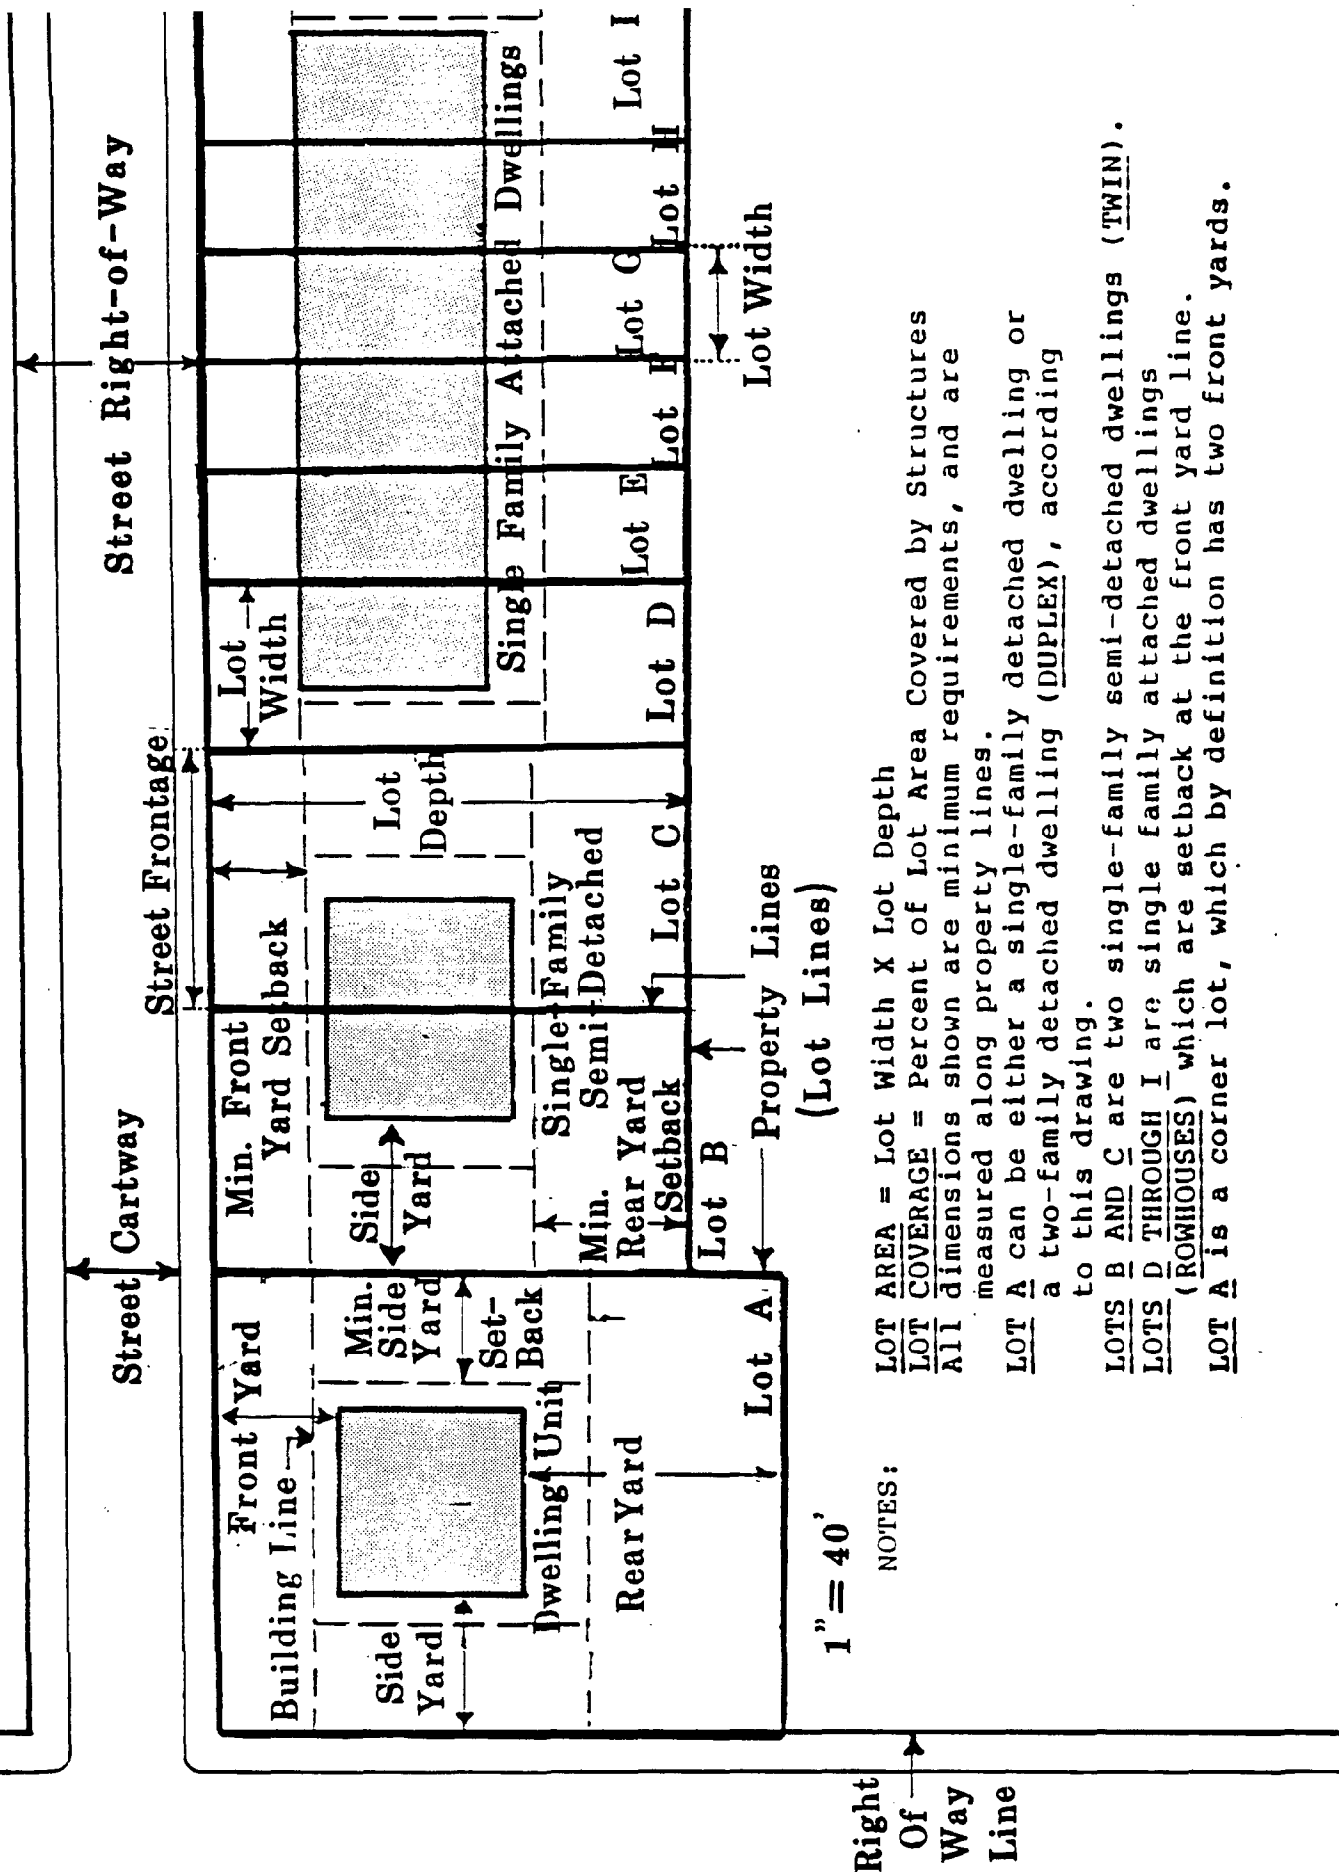 Street Cartway
Street Frontage
Street Right-of-Way
Front
Yard
Building Line
Min. Front
Yard Setback
Lot
Width
Side
Yard
Min.
Side
Yard
Set-
Back
Side
Yard
Lot
Depth
Dwelling Unit
Single-Family
Semi-Detached
Single Family Attached Dwellings
Rear Yard
Min.
Rear Yard
Setback
Lot A
Lot B
Lot C
Lot D
Lot E
Lot F
Lot G
Lot H
Lot I
Lot Width
Property Lines
(Lot Lines)
1"=40'
Right
Of
Way
Line
NOTES:
LOT AREA = Lot Width X Lot Depth
LOT COVERAGE = Percent of Lot Area Covered by Structures
All dimensions shown are minimum requirements, and are
measured along property lines.
LOT A can be either a single-family detached dwelling or
a two-family detached dwelling (DUPLEX), according
to this drawing.
LOTS B AND C are two single-family semi-detached dwellings (TWIN).
LOTS D THROUGH I are single family attached dwellings
(ROWHOUSES) which are setback at the front yard line.
LOT A is a corner lot, which by definition has two front yards.